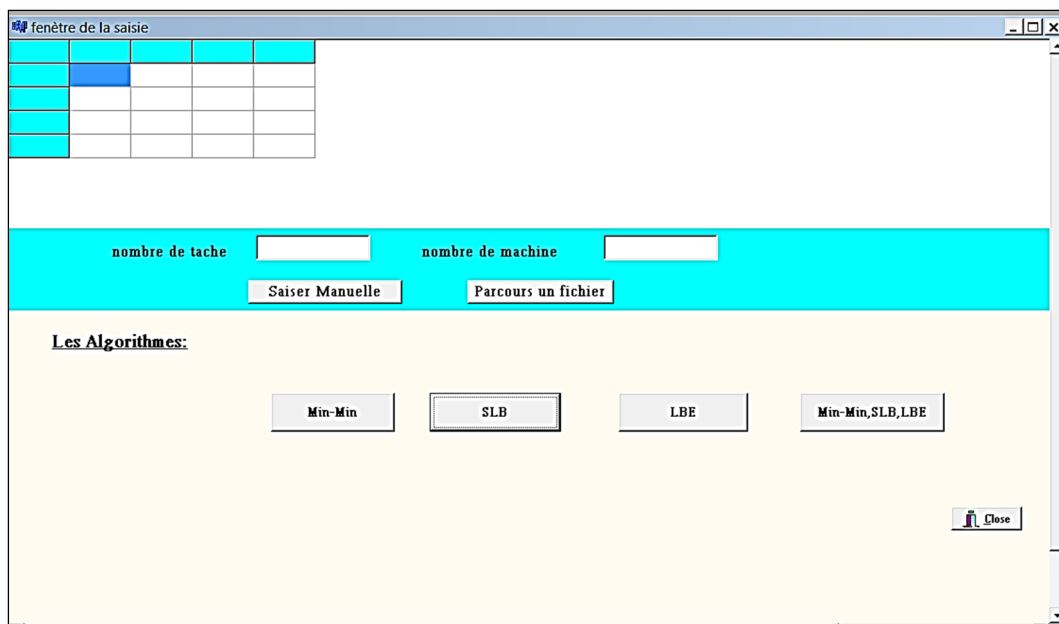 fenètre de la saisie
nombre de tache nombre de machine
Saiser Manuelle Parcours un fichier
Les Algorithmes:
Min-Min SLB LBE Min-Min,SLB,LBE
Close